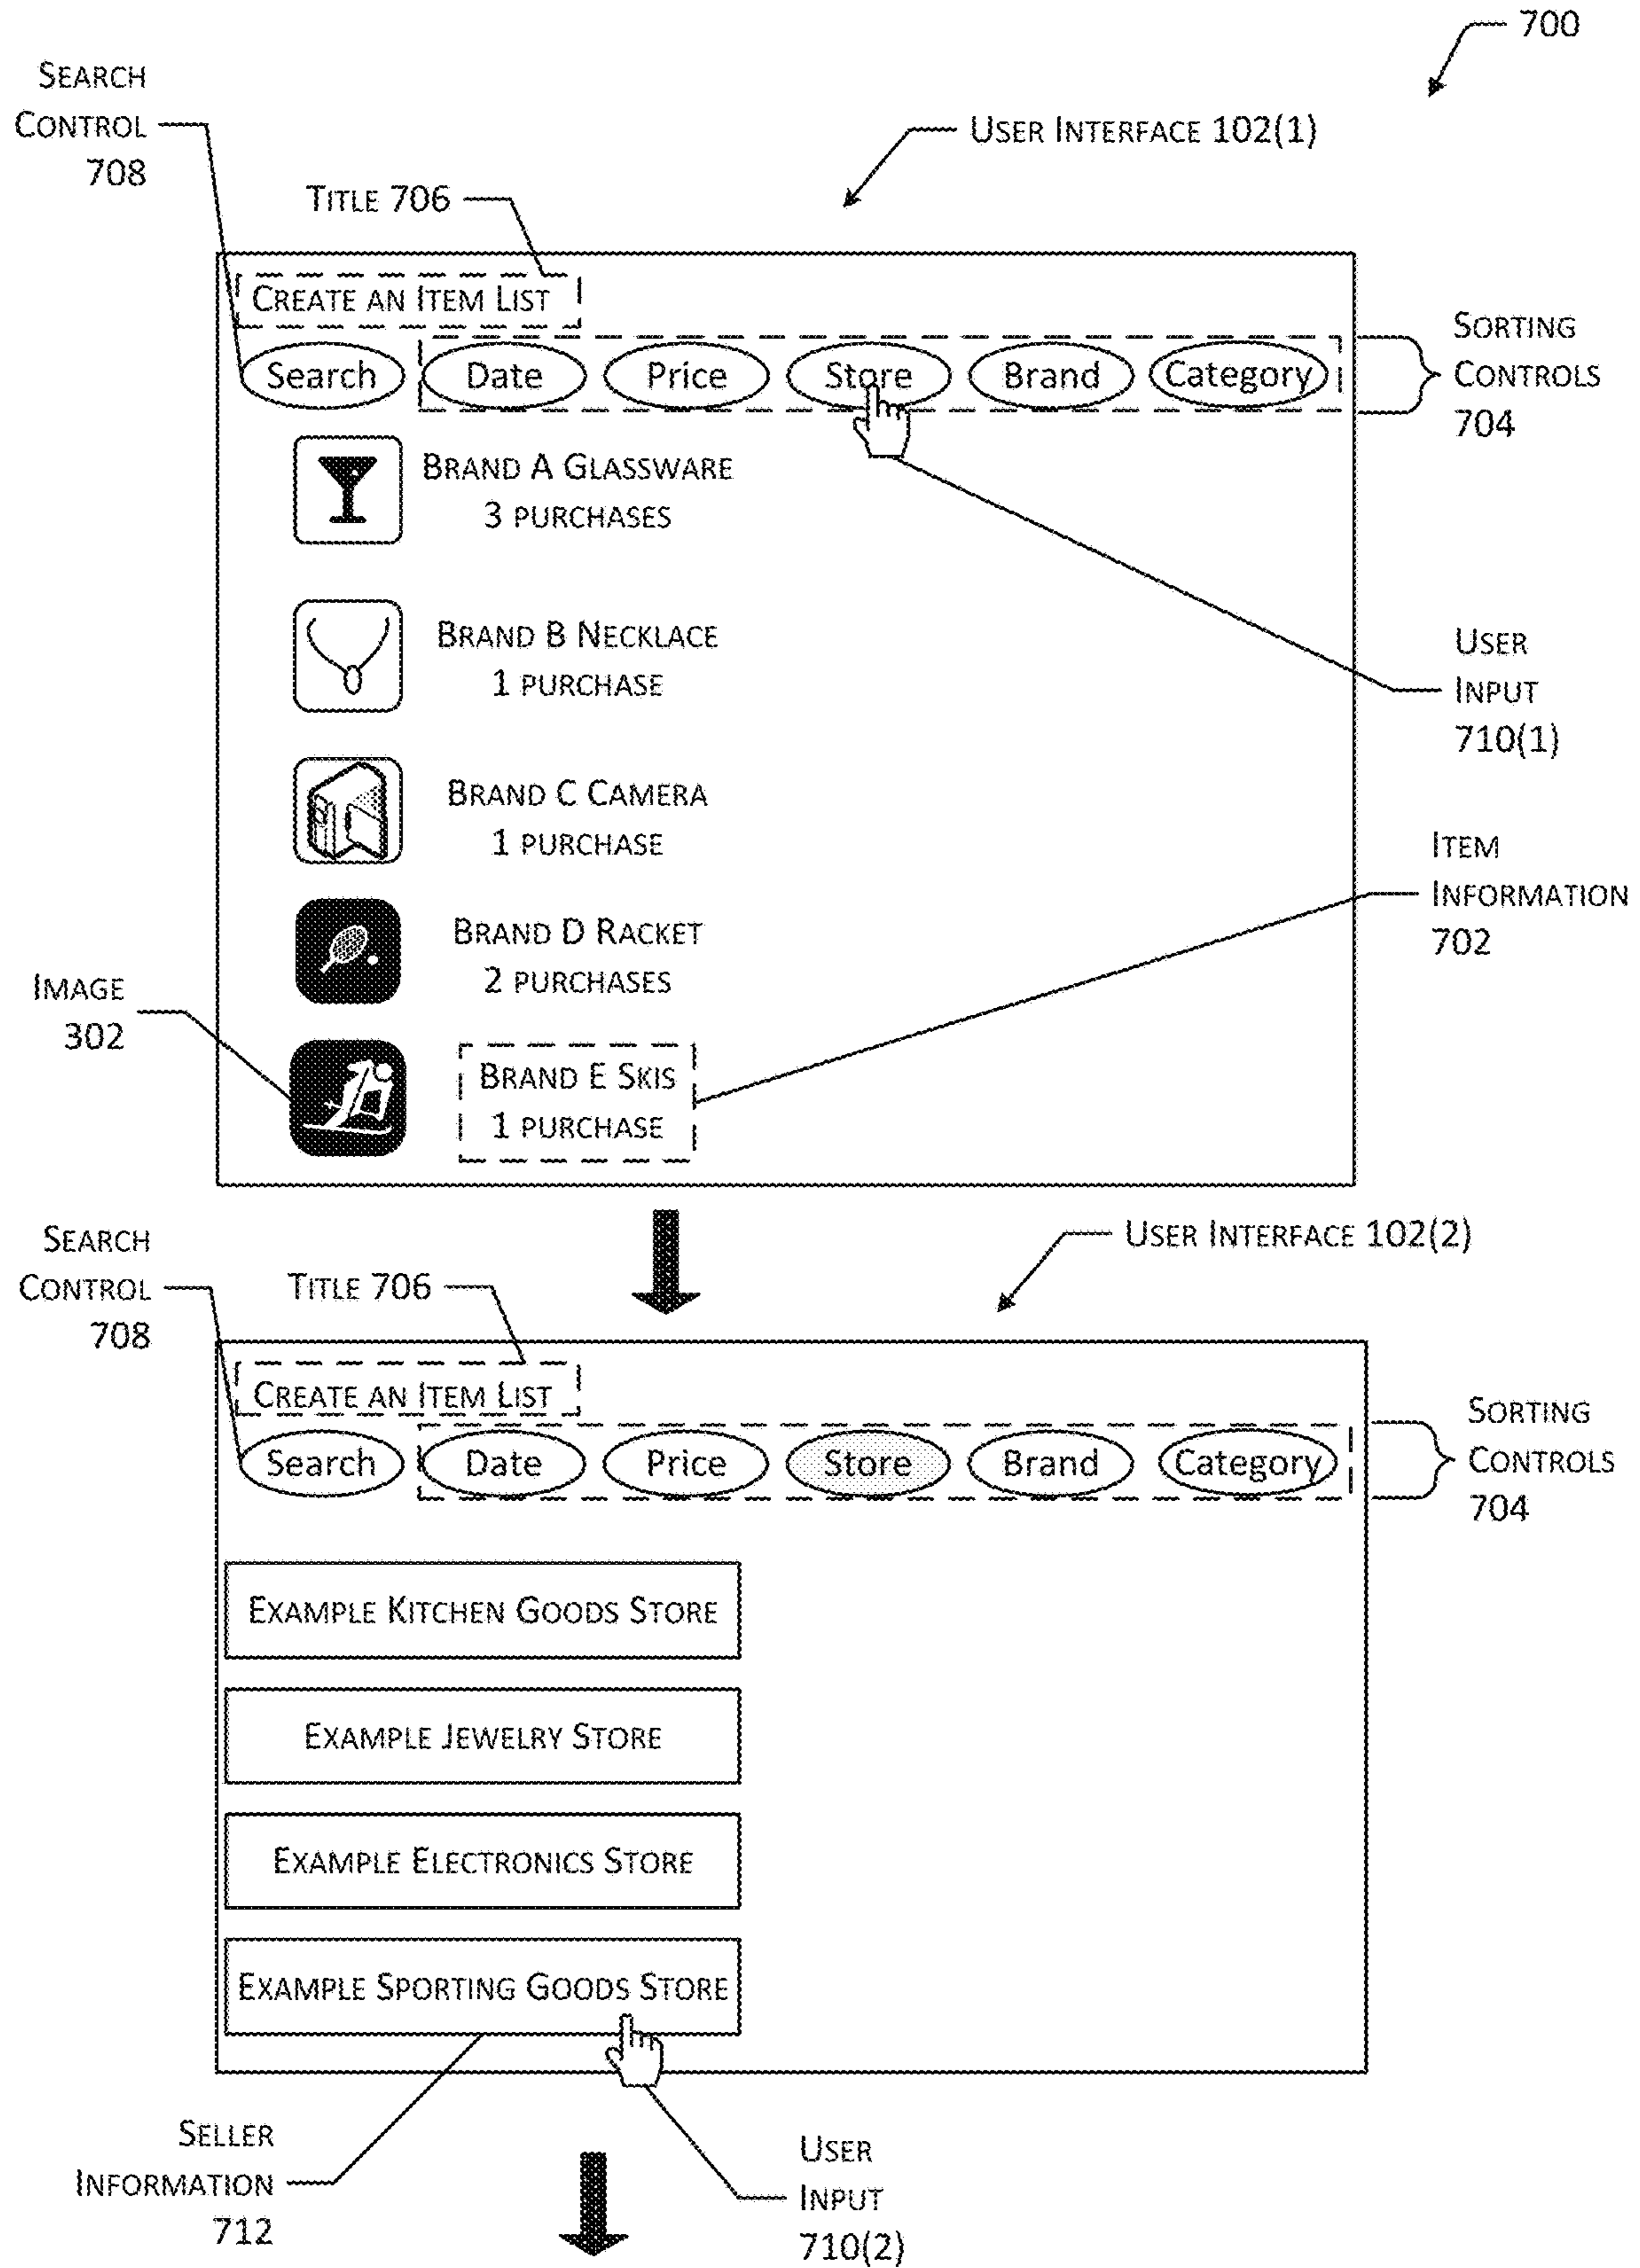 700
SEARCH
CONTROL
708
USER INTERFACE 102(1)
TITLE 706
CREATE AN ITEM LIST
Search Date Price Store Brand Category
SORTING
CONTROLS
704
BRAND A GLASSWARE
3 PURCHASES
BRAND B NECKLACE
1 PURCHASE
USER
INPUT
710(1)
BRAND C CAMERA
1 PURCHASE
ITEM
INFORMATION
702
BRAND D RACKET
2 PURCHASES
IMAGE
302
BRAND E SKIS
1 PURCHASE
SEARCH
CONTROL
708
USER INTERFACE 102(2)
TITLE 706
CREATE AN ITEM LIST
Search Date Price Store Brand Category
SORTING
CONTROLS
704
EXAMPLE KITCHEN GOODS STORE
EXAMPLE JEWELRY STORE
EXAMPLE ELECTRONICS STORE
EXAMPLE SPORTING GOODS STORE
SELLER
INFORMATION
712
USER
INPUT
710(2)